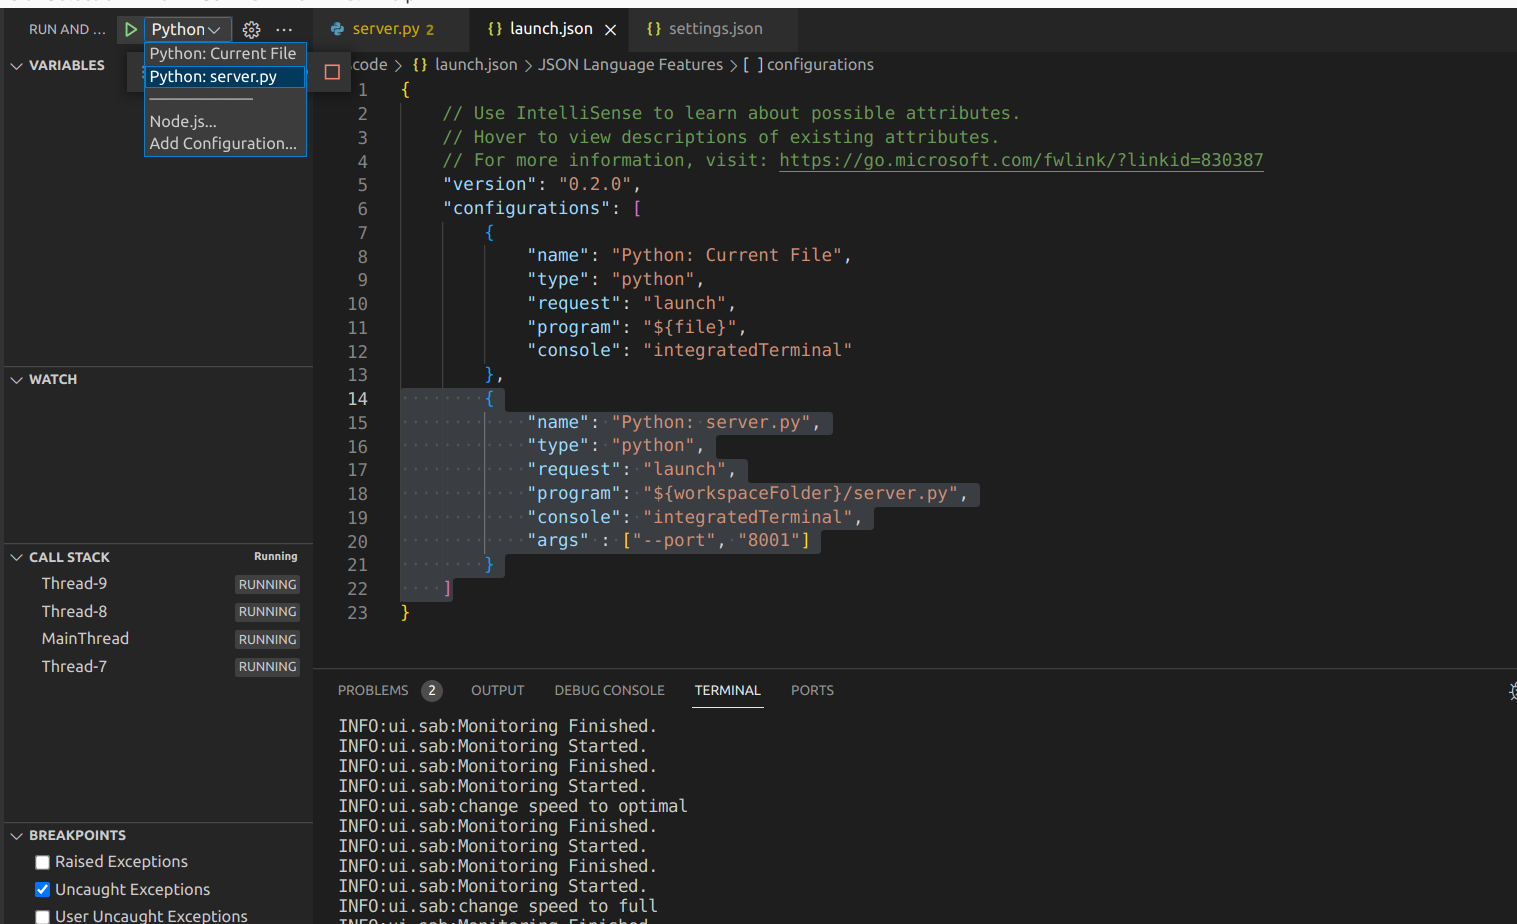 RUN AND ...
Python
Python: Current File
Python: server.py
Node.js...
Add Configuration...
VARIABLES
WATCH
CALL STACK
Running
Thread-9
RUNNING
Thread-8
RUNNING
MainThread
RUNNING
Thread-7
RUNNING
BREAKPOINTS
Raised Exceptions
Uncaught Exceptions
User Uncaught Exceptions
server.py 2
{} launch.json
{} settings.json
code > {} launch.json > JSON Language Features > [ ] configurations
1 {
2 // Use IntelliSense to learn about possible attributes.
3 // Hover to view descriptions of existing attributes.
4 // For more information, visit: https://go.microsoft.com/fwlink/?linkid=830387
5 "version": "0.2.0",
6 "configurations": [
7 {
8 "name": "Python: Current File",
9 "type": "python",
10 "request": "launch",
11 "program": "${file}",
12 "console": "integratedTerminal"
13 },
14 {
15 "name": "Python: server.py",
16 "type": "python",
17 "request": "launch",
18 "program": "${workspaceFolder}/server.py",
19 "console": "integratedTerminal",
20 "args" : ["--port", "8001"]
21 }
22 ]
23 }
PROBLEMS 2 OUTPUT DEBUG CONSOLE TERMINAL PORTS
INFO:ui.sab:Monitoring Finished.
INFO:ui.sab:Monitoring Started.
INFO:ui.sab:Monitoring Finished.
INFO:ui.sab:Monitoring Started.
INFO:ui.sab:change speed to optimal
INFO:ui.sab:Monitoring Finished.
INFO:ui.sab:Monitoring Started.
INFO:ui.sab:Monitoring Finished.
INFO:ui.sab:Monitoring Started.
INFO:ui.sab:change speed to full
INFO:ui.sab:Monitoring Finished